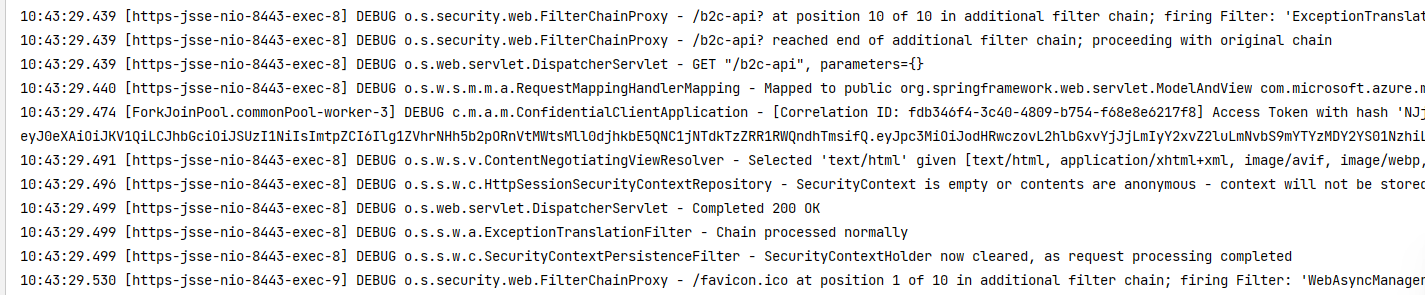 10:43:29.439 [https-jsse-nio-8443-exec-8] DEBUG o.s.security.web.FilterChainProxy - /b2c-api? at position 10 of 10 in additional filter chain; firing Filter: 'ExceptionTranslat
10:43:29.439 [https-jsse-nio-8443-exec-8] DEBUG o.s.security.web.FilterChainProxy - /b2c-api? reached end of additional filter chain; proceeding with original chain
10:43:29.439 [https-jsse-nio-8443-exec-8] DEBUG o.s.web.servlet.DispatcherServlet - GET "/b2c-api", parameters={}
10:43:29.440 [https-jsse-nio-8443-exec-8] DEBUG o.s.w.s.m.m.a.RequestMappingHandlerMapping - Mapped to public org.springframework.web.servlet.ModelAndView com.microsoft.azure.m
10:43:29.474 [ForkJoinPool.commonPool-worker-3] DEBUG c.m.a.m.ConfidentialClientApplication - [Correlation ID: fdb346f4-3c40-4809-b754-f68e8e6217f8] Access Token with hash 'NJj
10:43:29.491 [https-jsse-nio-8443-exec-8] DEBUG o.s.w.s.v.ContentNegotiatingViewResolver - Selected 'text/html' given [text/html, application/xhtml+xml, image/avif, image/webp,
10:43:29.496 [https-jsse-nio-8443-exec-8] DEBUG o.s.s.w.c.HttpSessionSecurityContextRepository - SecurityContext is empty or contents are anonymous - context will not be stored
10:43:29.499 [https-jsse-nio-8443-exec-8] DEBUG o.s.web.servlet.DispatcherServlet - Completed 200 OK
10:43:29.499 [https-jsse-nio-8443-exec-8] DEBUG o.s.s.w.a.ExceptionTranslationFilter - Chain processed normally
10:43:29.499 [https-jsse-nio-8443-exec-8] DEBUG o.s.s.w.c.SecurityContextPersistenceFilter - SecurityContextHolder now cleared, as request processing completed
10:43:29.530 [https-jsse-nio-8443-exec-9] DEBUG o.s.security.web.FilterChainProxy - /favicon.ico at position 1 of 10 in additional filter chain; firing Filter: 'WebAsyncManager